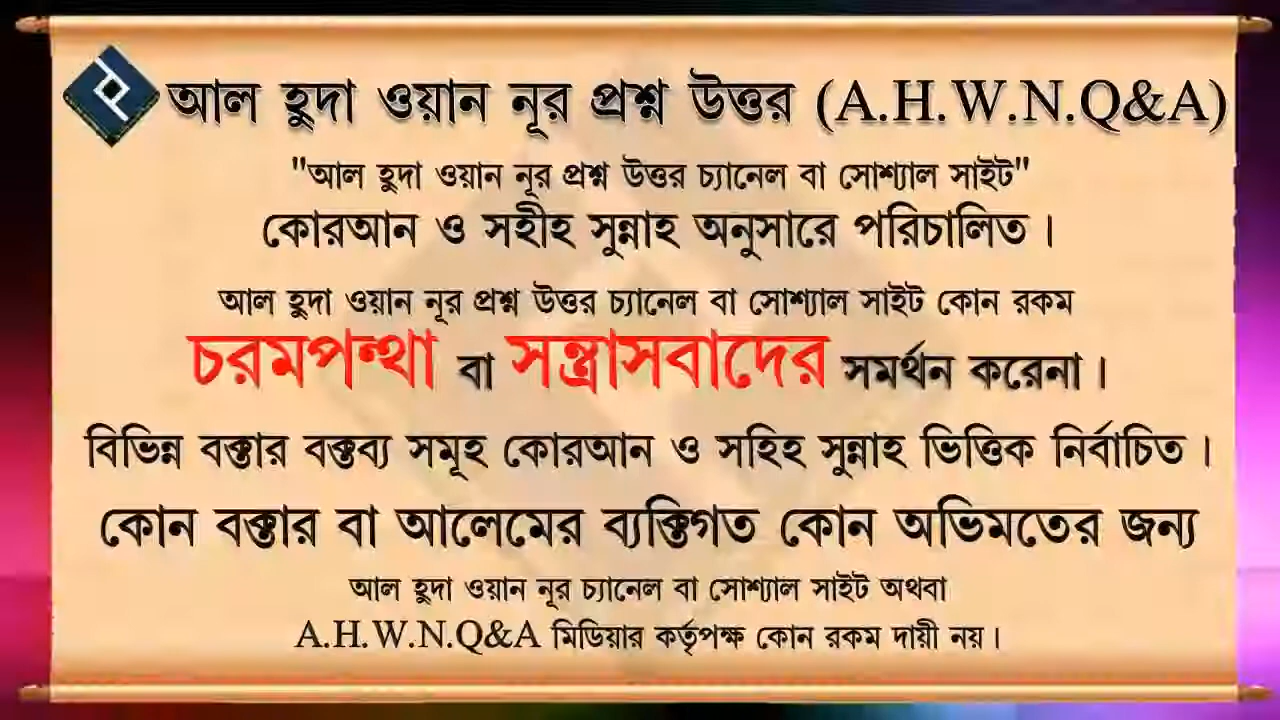 আল হুদা ওয়ান নূর প্রশ্ন উত্তর (A.H.W.N.Q&A)
"আল হুদা ওয়ান নূর প্রশ্ন উত্তর চ্যানেল বা সোশ্যাল সাইট"
কোরআন ও সহীহ সুন্নাহ অনুসারে পরিচালিত।
আল হুদা ওয়ান নূর প্রশ্ন উত্তর চ্যানেল বা সোশ্যাল সাইট কোন রকম
চরমপন্থা বা সন্ত্রাসবাদের সমর্থন করেনা।
বিভিন্ন বক্তার বক্তব্য সমূহ কোরআন ও সহিহ সুন্নাহ ভিত্তিক নির্বাচিত।
কোন বক্তার বা আলেমের ব্যক্তিগত কোন অভিমতের জন্য
আল হুদা ওয়ান নূর চ্যানেল বা সোশ্যাল সাইট অথবা
A.H.W.N.Q&A মিডিয়ার কর্তৃপক্ষ কোন রকম দায়ী নয়।